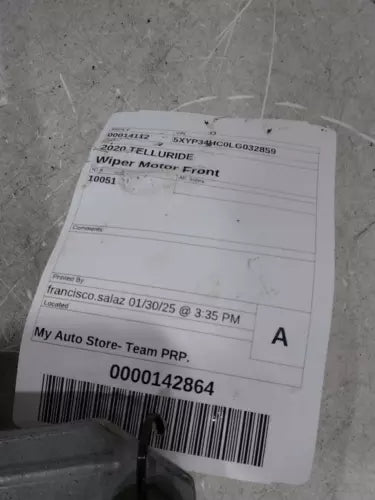 00014112 5XYP34HC0LG032859
2020 TELLURIDE
Wiper Motor Front
10051
Comments
Printed By
francisco.salaz 01/30/25 @ 3:35 PM
Located
A
My Auto Store- Team PRP.
0000142864